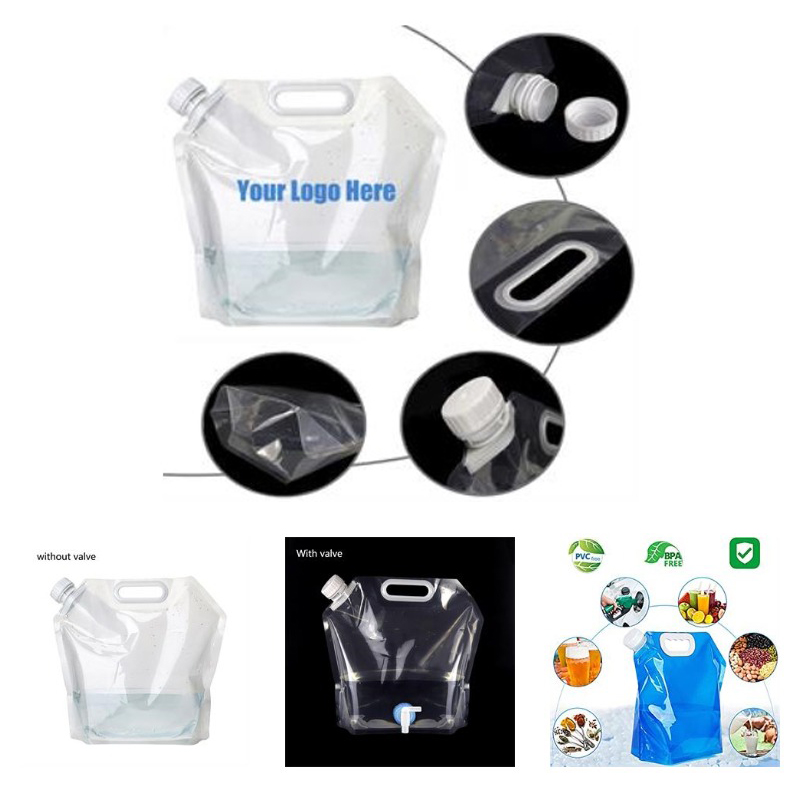 Your Logo Here
without valve
With valve
PVC free
BPA
FREE